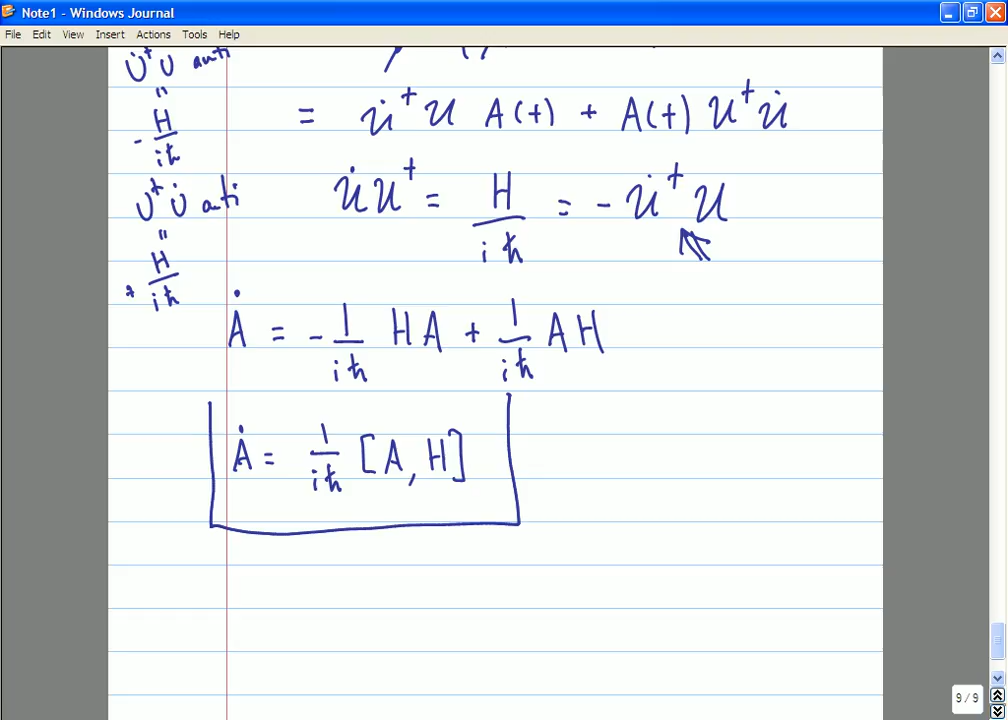 Note1 - Windows Journal
File Edit View Insert Actions Tools Help
U̇† U anti
"
- H/iħ
U† U̇ anti
"
+ H/iħ
= U̇† U A(t) + A(t) U† U̇
U̇ U† = H/iħ = - U̇† U
Ȧ = - 1/iħ HA + 1/iħ AH
Ȧ = 1/iħ [A, H]
9/9